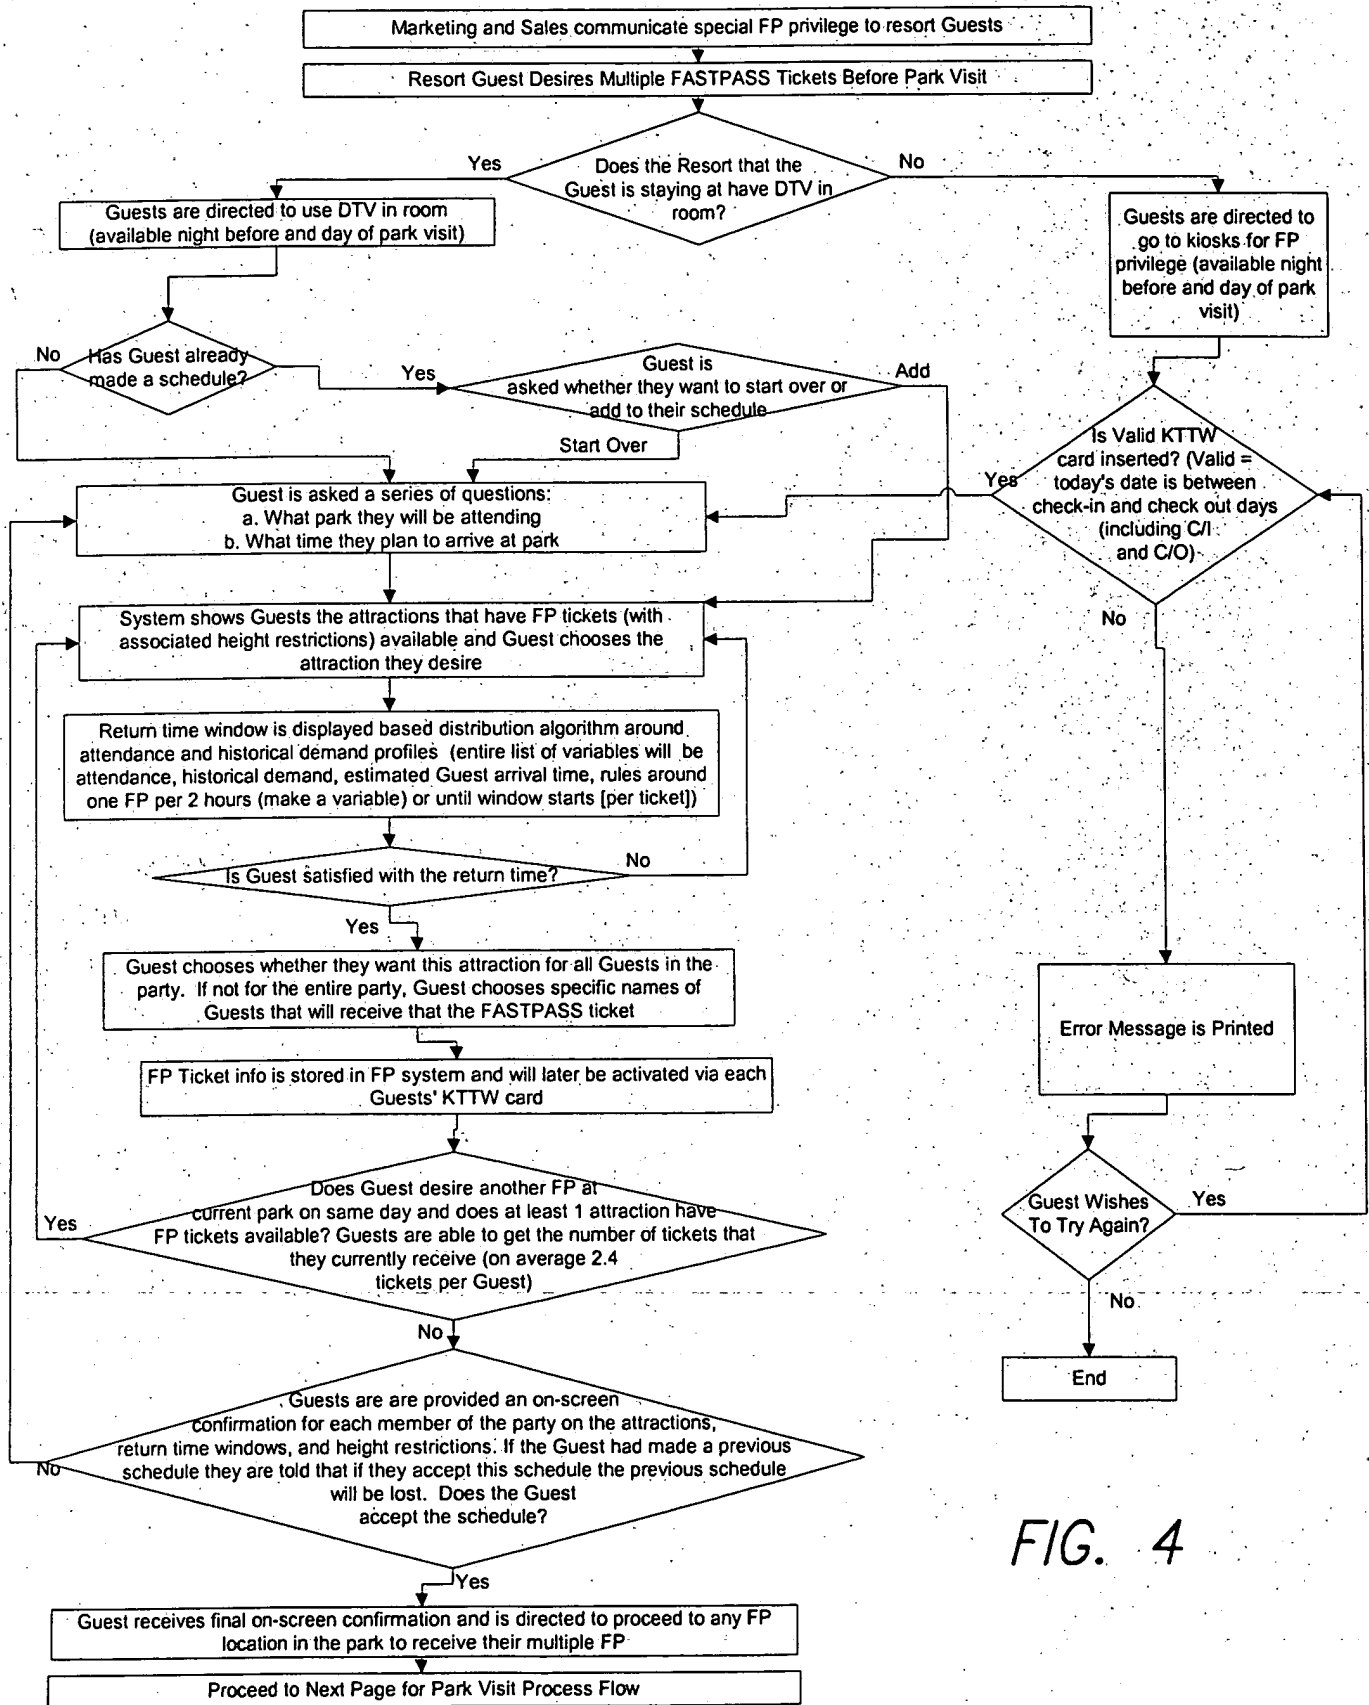 Marketing and Sales communicate special FP privilege to resort Guests
Resort Guest Desires Multiple FASTPASS Tickets Before Park Visit
Does the Resort that the
Guest is staying at have DTV in
room?
Yes
No
Guests are directed to use DTV in room
(available night before and day of park visit)
Guests are directed to
go to kiosks for FP
privilege (available night
before and day of park
visit)
Has Guest already
made a schedule?
No
Yes
Guest is
asked whether they want to start over or
add to their schedule
Add
Start Over
Is Valid KTTW
card inserted? (Valid =
today's date is between
check-in and check out days
(including C/I
and C/O)
Yes
No
Guest is asked a series of questions:
a. What park they will be attending
b. What time they plan to arrive at park
System shows Guests the attractions that have FP tickets (with
associated height restrictions) available and Guest chooses the
attraction they desire
Return time window is displayed based distribution algorithm around
attendance and historical demand profiles (entire list of variables will be
attendance, historical demand, estimated Guest arrival time, rules around
one FP per 2 hours (make a variable) or until window starts [per ticket])
Is Guest satisfied with the return time?
No
Yes
Guest chooses whether they want this attraction for all Guests in the
party. If not for the entire party, Guest chooses specific names of
Guests that will receive that the FASTPASS ticket
FP Ticket info is stored in FP system and will later be activated via each
Guests' KTTW card
Does Guest desire another FP at
current park on same day and does at least 1 attraction have
FP tickets available? Guests are able to get the number of tickets that
they currently receive (on average 2.4
tickets per Guest)
Yes
No
Guests are are provided an on-screen
confirmation for each member of the party on the attractions,
return time windows, and height restrictions. If the Guest had made a previous
schedule they are told that if they accept this schedule the previous schedule
will be lost. Does the Guest
accept the schedule?
No
Yes
Guest receives final on-screen confirmation and is directed to proceed to any FP
location in the park to receive their multiple FP
Proceed to Next Page for Park Visit Process Flow
Error Message is Printed
Guest Wishes
To Try Again?
Yes
No
End
FIG. 4